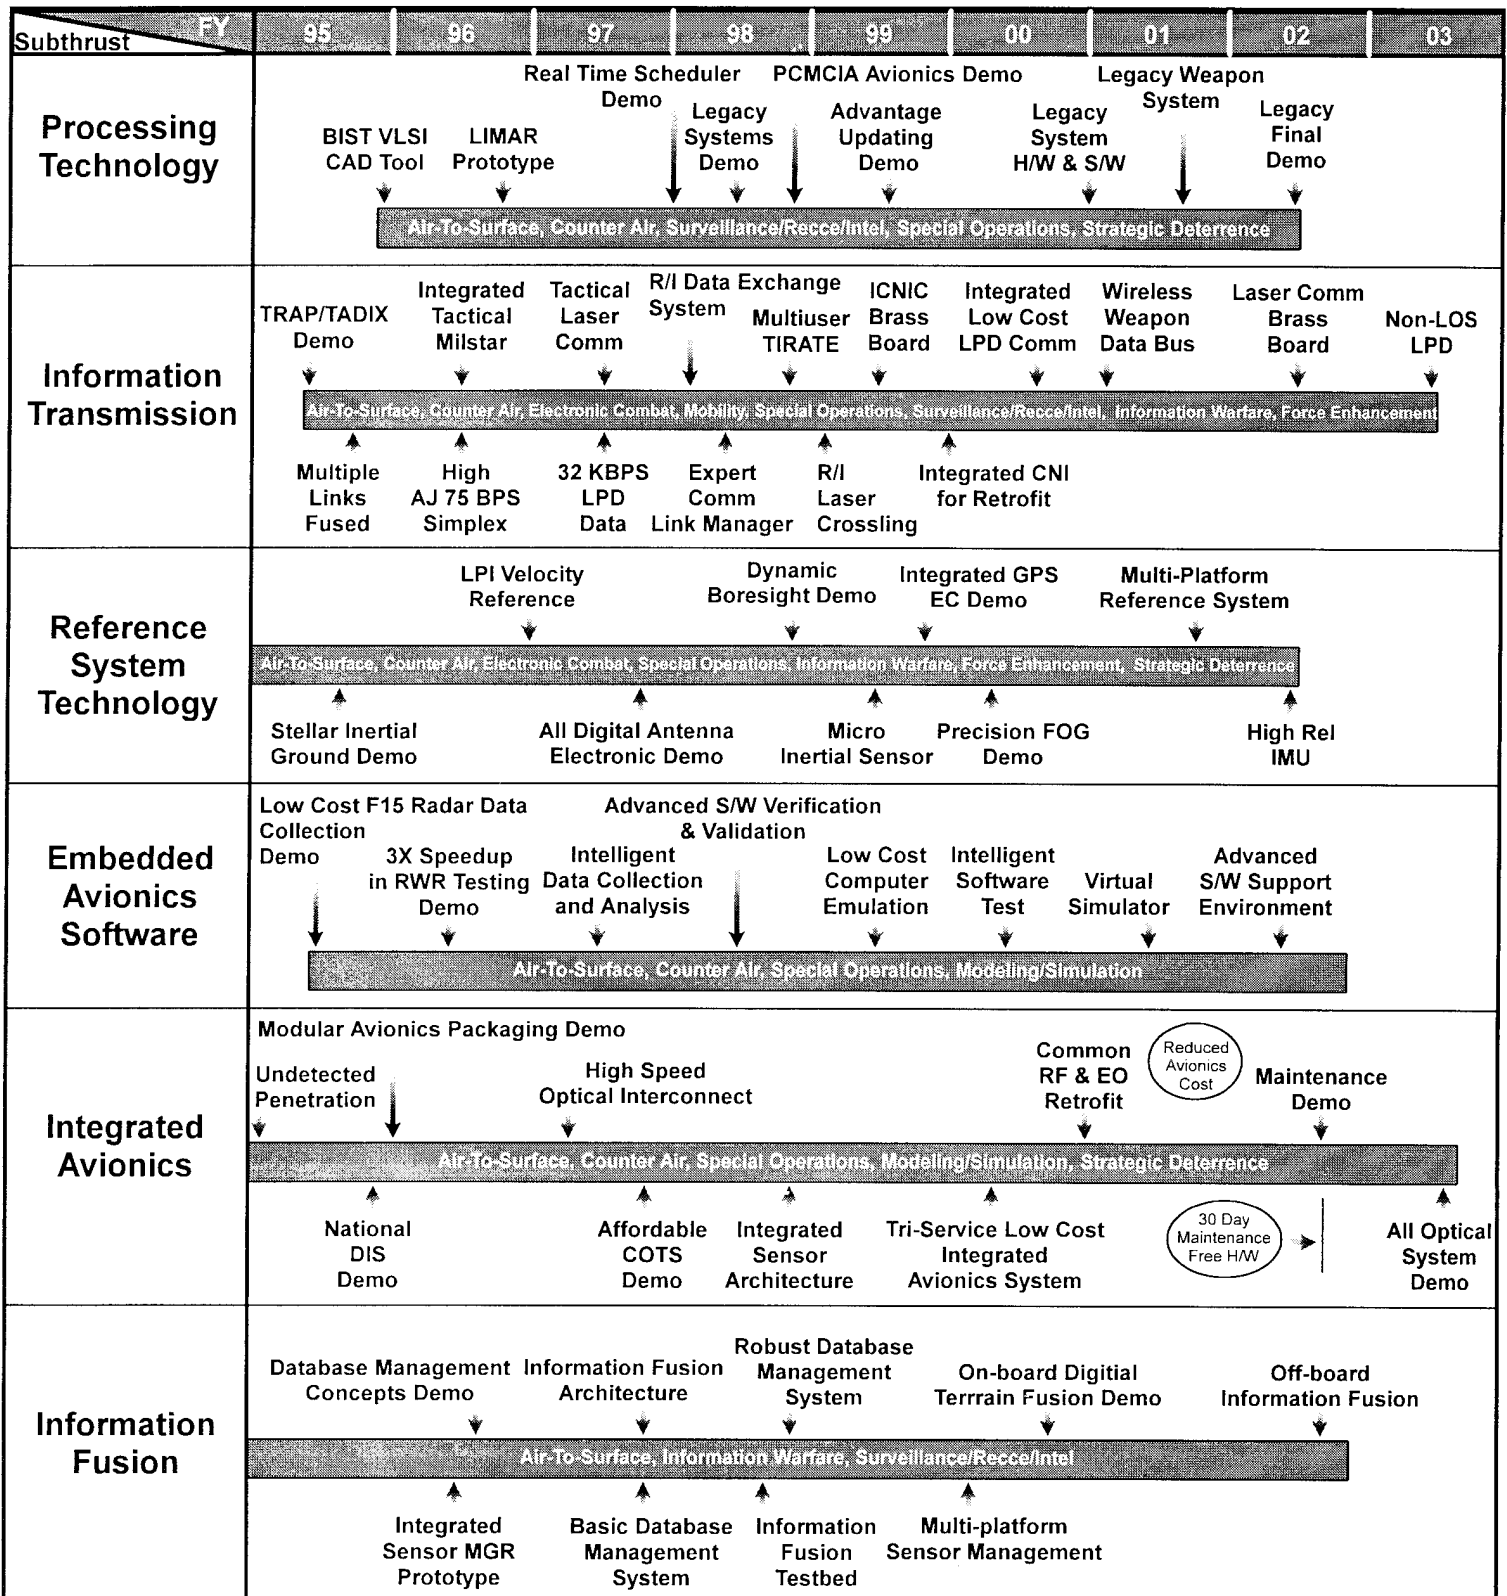 FY
Subthrust
95 96 97 98 99 00 01 02 03
Processing
Technology
BIST VLSI
CAD Tool
LIMAR
Prototype
Real Time Scheduler
Demo
Legacy
Systems
Demo
PCMCIA Avionics Demo
Advantage
Updating
Demo
Legacy
System
H/W & S/W
Legacy Weapon
System
Legacy
Final
Demo
Air-To-Surface, Counter Air, Surveillance/Recce/Intel, Special Operations, Strategic Deterrence
Information
Transmission
TRAP/TADIX
Demo
Integrated
Tactical
Milstar
Tactical
Laser
Comm
R/I Data Exchange
System
Multiuser
TIRATE
ICNIC
Brass
Board
Integrated
Low Cost
LPD Comm
Wireless
Weapon
Data Bus
Laser Comm
Brass
Board
Non-LOS
LPD
Air-To-Surface, Counter Air, Electronic Combat, Mobility, Special Operations, Surveillance/Recce/Intel, Information Warfare, Force Enhancement
Multiple
Links
Fused
High
AJ 75 BPS
Simplex
32 KBPS
LPD
Data
Expert
Comm
Link Manager
R/I
Laser
Crossling
Integrated CNI
for Retrofit
Reference
System
Technology
LPI Velocity
Reference
Dynamic
Boresight Demo
Integrated GPS
EC Demo
Multi-Platform
Reference System
Air-To-Surface, Counter Air, Electronic Combat, Special Operations, Information Warfare, Force Enhancement, Strategic Deterrence
Stellar Inertial
Ground Demo
All Digital Antenna
Electronic Demo
Micro
Inertial Sensor
Precision FOG
Demo
High Rel
IMU
Embedded
Avionics
Software
Low Cost F15 Radar Data
Collection
Demo
3X Speedup
in RWR Testing
Demo
Intelligent
Data Collection
and Analysis
Advanced S/W Verification
& Validation
Low Cost
Computer
Emulation
Intelligent
Software
Test
Virtual
Simulator
Advanced
S/W Support
Environment
Air-To-Surface, Counter Air, Special Operations, Modeling/Simulation
Integrated
Avionics
Modular Avionics Packaging Demo
Undetected
Penetration
High Speed
Optical Interconnect
Common
RF & EO
Retrofit
Reduced
Avionics
Cost
Maintenance
Demo
Air-To-Surface, Counter Air, Special Operations, Modeling/Simulation, Strategic Deterrence
National
DIS
Demo
Affordable
COTS
Demo
Integrated
Sensor
Architecture
Tri-Service Low Cost
Integrated
Avionics System
30 Day
Maintenance
Free H/W
All Optical
System
Demo
Information
Fusion
Database Management
Concepts Demo
Information Fusion
Architecture
Robust Database
Management
System
On-board Digitial
Terrrain Fusion Demo
Off-board
Information Fusion
Air-To-Surface, Information Warfare, Surveillance/Recce/Intel
Integrated
Sensor MGR
Prototype
Basic Database
Management
System
Information
Fusion
Testbed
Multi-platform
Sensor Management